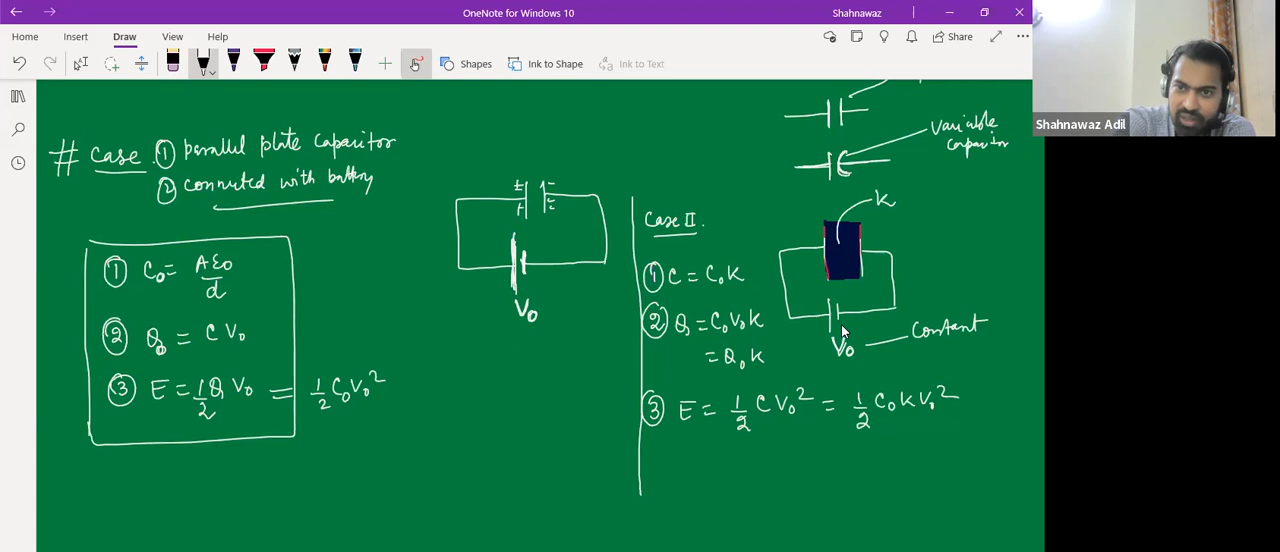 OneNote for Windows 10
Shahnawaz
Home Insert Draw View Help
Share
Shapes
Ink to Shape
Ink to Text
Shahnawaz Adil
# Case ① parallel plate Capacitor
② connected with battery
① C₀ = Aε₀/d
② Q₀ = C V₀
③ E = 1/2 Q V₀ = 1/2 C₀V₀²
+ - + -
V₀
Variable
Capacitor
Case II.
K
① C = C₀K
② Q = C₀V₀K
= Q₀K
V₀ Constant
③ E = 1/2 C V₀² = 1/2 C₀KV₀²